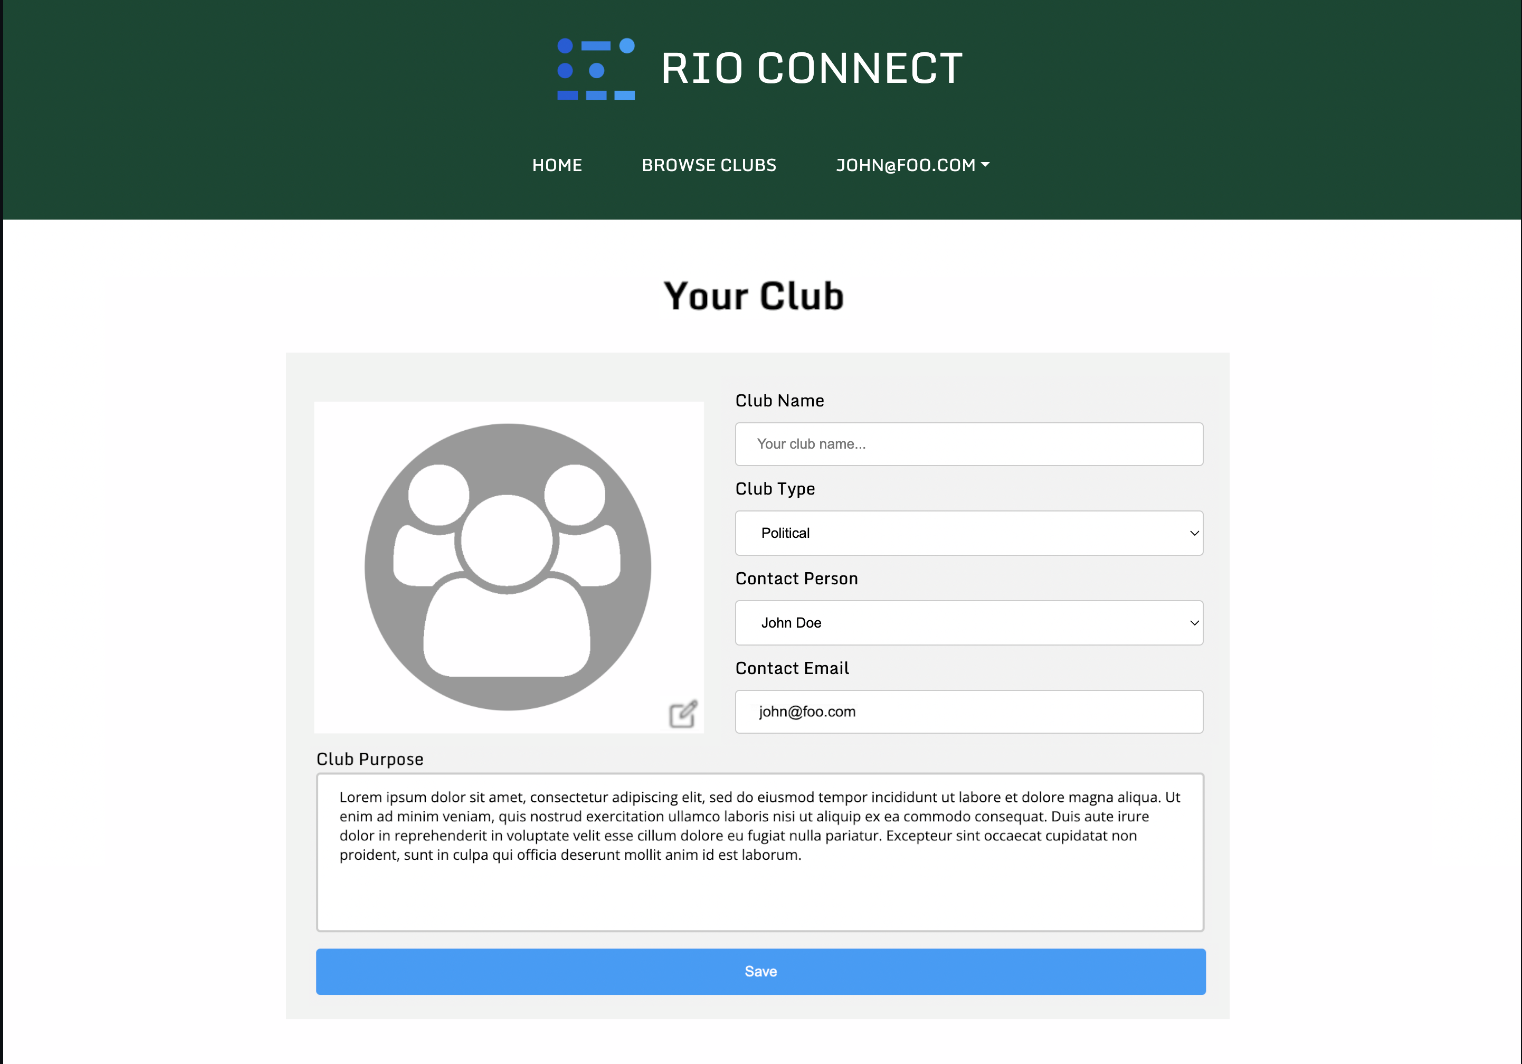 RIO CONNECT
HOME
BROWSE CLUBS
JOHN@FOO.COM
Your Club
Club Name
Your club name...
Club Type
Political
Contact Person
John Doe
Contact Email
john@foo.com
Club Purpose
Lorem ipsum dolor sit amet, consectetur adipiscing elit, sed do eiusmod tempor incididunt ut labore et dolore magna aliqua. Ut
enim ad minim veniam, quis nostrud exercitation ullamco laboris nisi ut aliquip ex ea commodo consequat. Duis aute irure
dolor in reprehenderit in voluptate velit esse cillum dolore eu fugiat nulla pariatur. Excepteur sint occaecat cupidatat non
proident, sunt in culpa qui officia deserunt mollit anim id est laborum.
Save